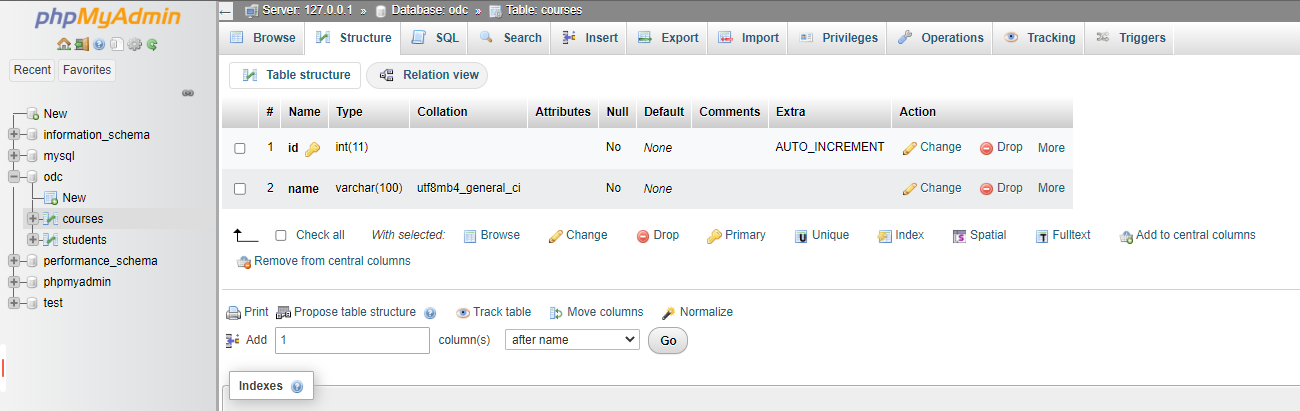 phpMyAdmin
Recent Favorites
New
information_schema
mysql
odc
New
courses
students
performance_schema
phpmyadmin
test
Server: 127.0.0.1 » Database: odc » Table: courses
Browse Structure SQL Search Insert Export Import Privileges Operations Tracking Triggers
Table structure Relation view
# Name Type Collation Attributes Null Default Comments Extra Action
1 id int(11) No None AUTO_INCREMENT Change Drop More
2 name varchar(100) utf8mb4_general_ci No None Change Drop More
Check all With selected: Browse Change Drop Primary Unique Index Spatial Fulltext Add to central columns
Remove from central columns
Print Propose table structure Track table Move columns Normalize
Add 1 column(s) after name Go
Indexes